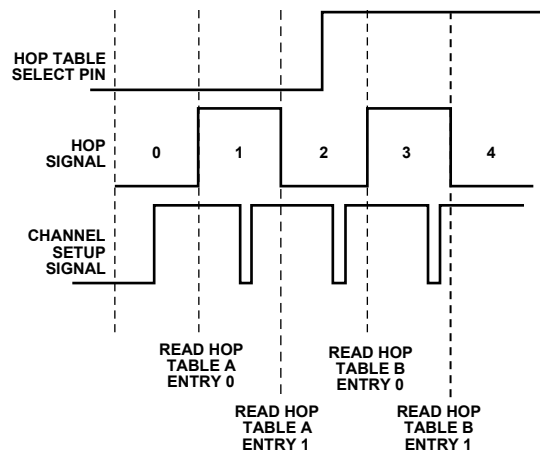 HOP TABLE
SELECT PIN
HOP
SIGNAL
0
1
2
3
4
CHANNEL
SETUP
SIGNAL
READ HOP
TABLE A
ENTRY 0
READ HOP
TABLE B
ENTRY 0
READ HOP
TABLE A
ENTRY 1
READ HOP
TABLE B
ENTRY 1